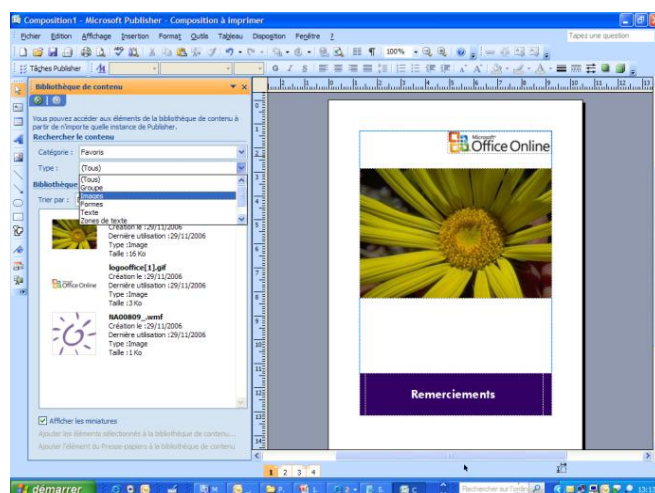 Composition1 - Microsoft Publisher - Composition à imprimer
Fichier Edition Affichage Insertion Format Outils Tableau Disposition Fenêtre ? Tapez une question
100%
Tâches Publisher
G I S
Bibliothèque de contenu
Vous pouvez accéder aux éléments de la bibliothèque de contenu à
partir de n'importe quelle instance de Publisher.
Rechercher le contenu
Catégorie : Favoris
Type : (Tous)
(Tous)
Groupe
Images
Formes
Texte
Zones de texte
Bibliothèque
Trier par :
Création le :29/11/2006
Dernière utilisation :29/11/2006
Type :Image
Taille :16 Ko
logooffice[1].gif
Création le :29/11/2006
Dernière utilisation :29/11/2006
Type :Image
Taille :3 Ko
NA00809_.wmf
Création le :29/11/2006
Dernière utilisation :29/11/2006
Type :Image
Taille :1 Ko
Afficher les miniatures
Ajouter les éléments sélectionnés à la bibliothèque de contenu...
Ajouter l'élément du Presse-papiers à la bibliothèque de contenu
Microsoft
Office Online
Remerciements
1 2 3 4
démarrer
Rechercher sur l'ordin
13:13